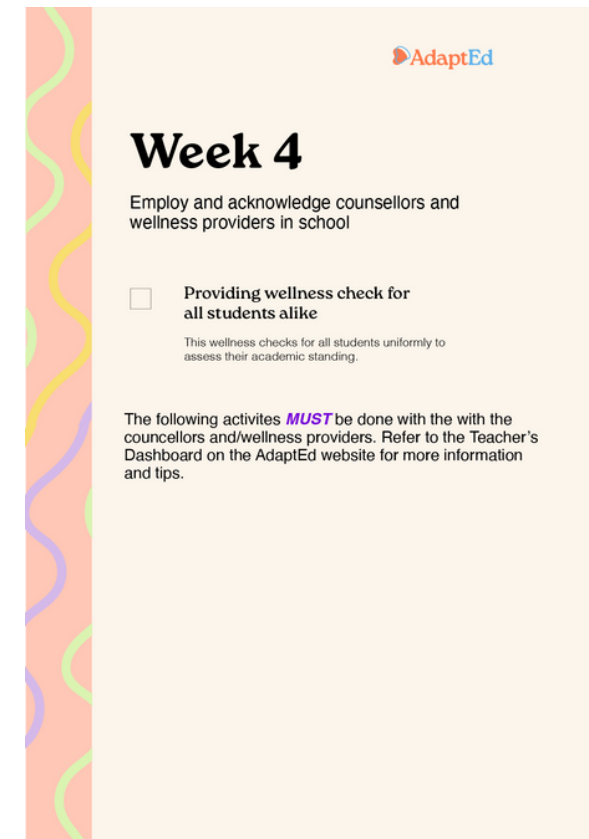 AdaptEd
Week 4
Employ and acknowledge counsellors and
wellness providers in school
Providing wellness check for
all students alike
This wellness checks for all students uniformly to
assess their academic standing.
The following activites MUST be done with the with the
councellors and/wellness providers. Refer to the Teacher's
Dashboard on the AdaptEd website for more information
and tips.